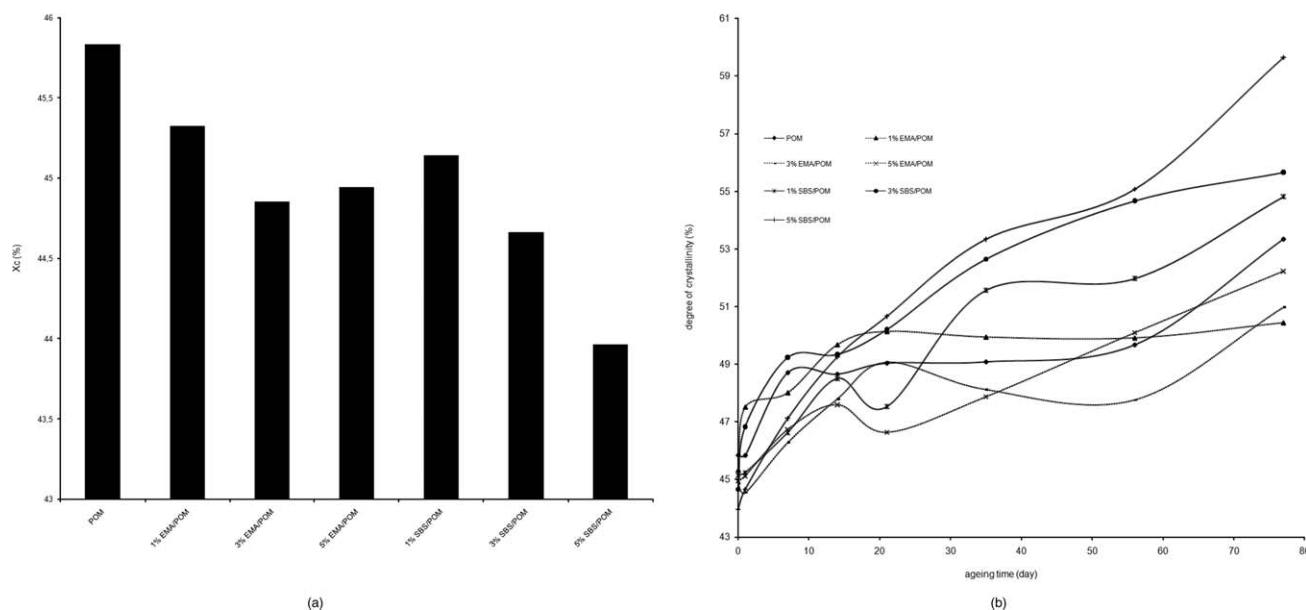 46
45,5
45
44,5
44
43,5
43
Xc (%)
POM
1% EMA/POM
3% EMA/POM
5% EMA/POM
1% SBS/POM
3% SBS/POM
5% SBS/POM
(a)
61
59
57
55
53
51
49
47
45
43
degree of crystallinity (%)
POM
1% EMA/POM
3% EMA/POM
5% EMA/POM
1% SBS/POM
3% SBS/POM
5% SBS/POM
0 10 20 30 40 50 60 70 80
ageing time (day)
(b)